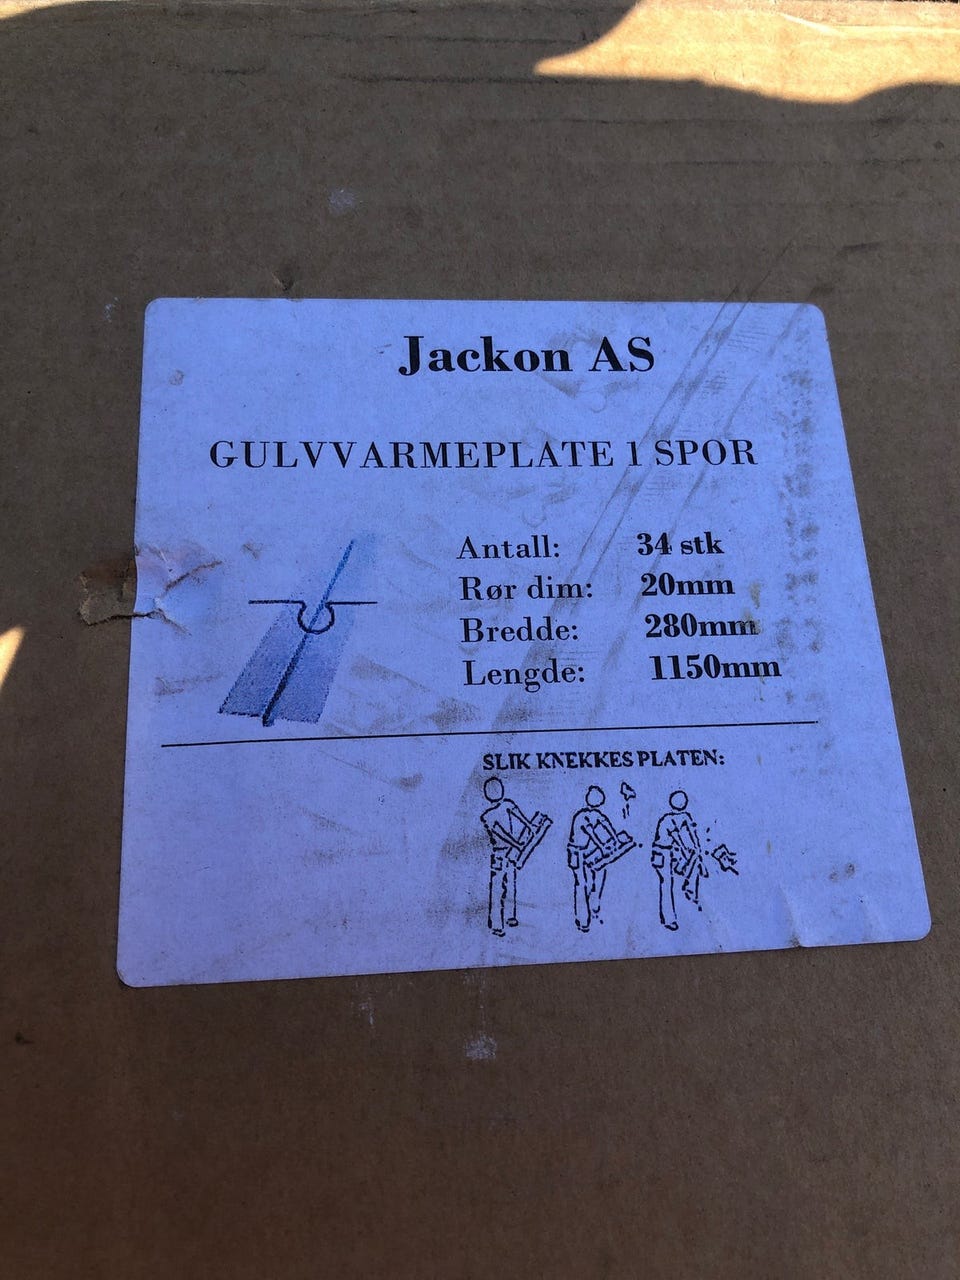 Jackon AS
GULVVARMEPLATE 1 SPOR
Antall: 34 stk
Rør dim: 20mm
Bredde: 280mm
Lengde: 1150mm
SLIK KNEKKES PLATEN: